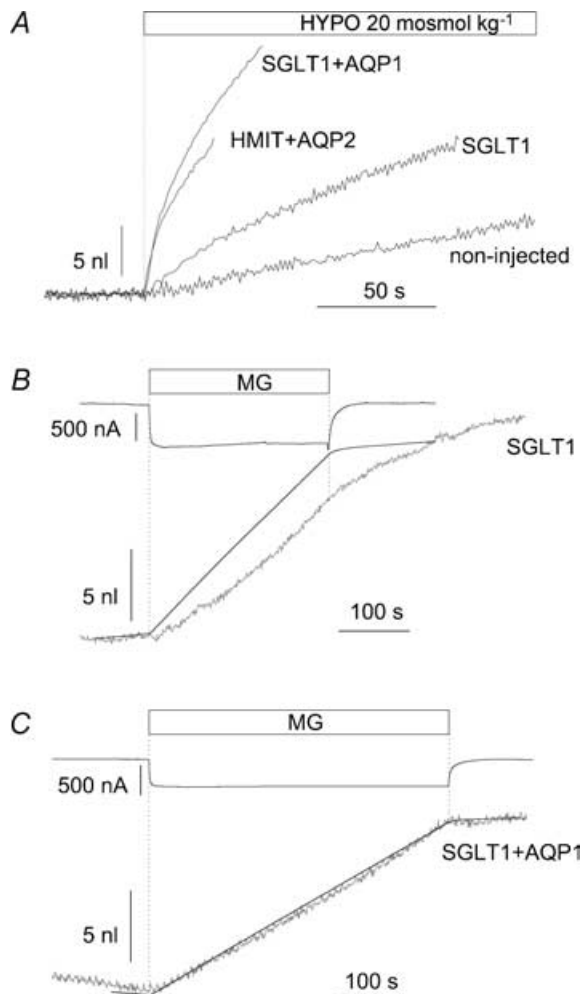 A
HYPO 20 mosmol kg⁻¹
SGLT1+AQP1
HMIT+AQP2
SGLT1
5 nl
non-injected
50 s
B
MG
500 nA
SGLT1
5 nl
100 s
C
MG
500 nA
SGLT1+AQP1
5 nl
100 s